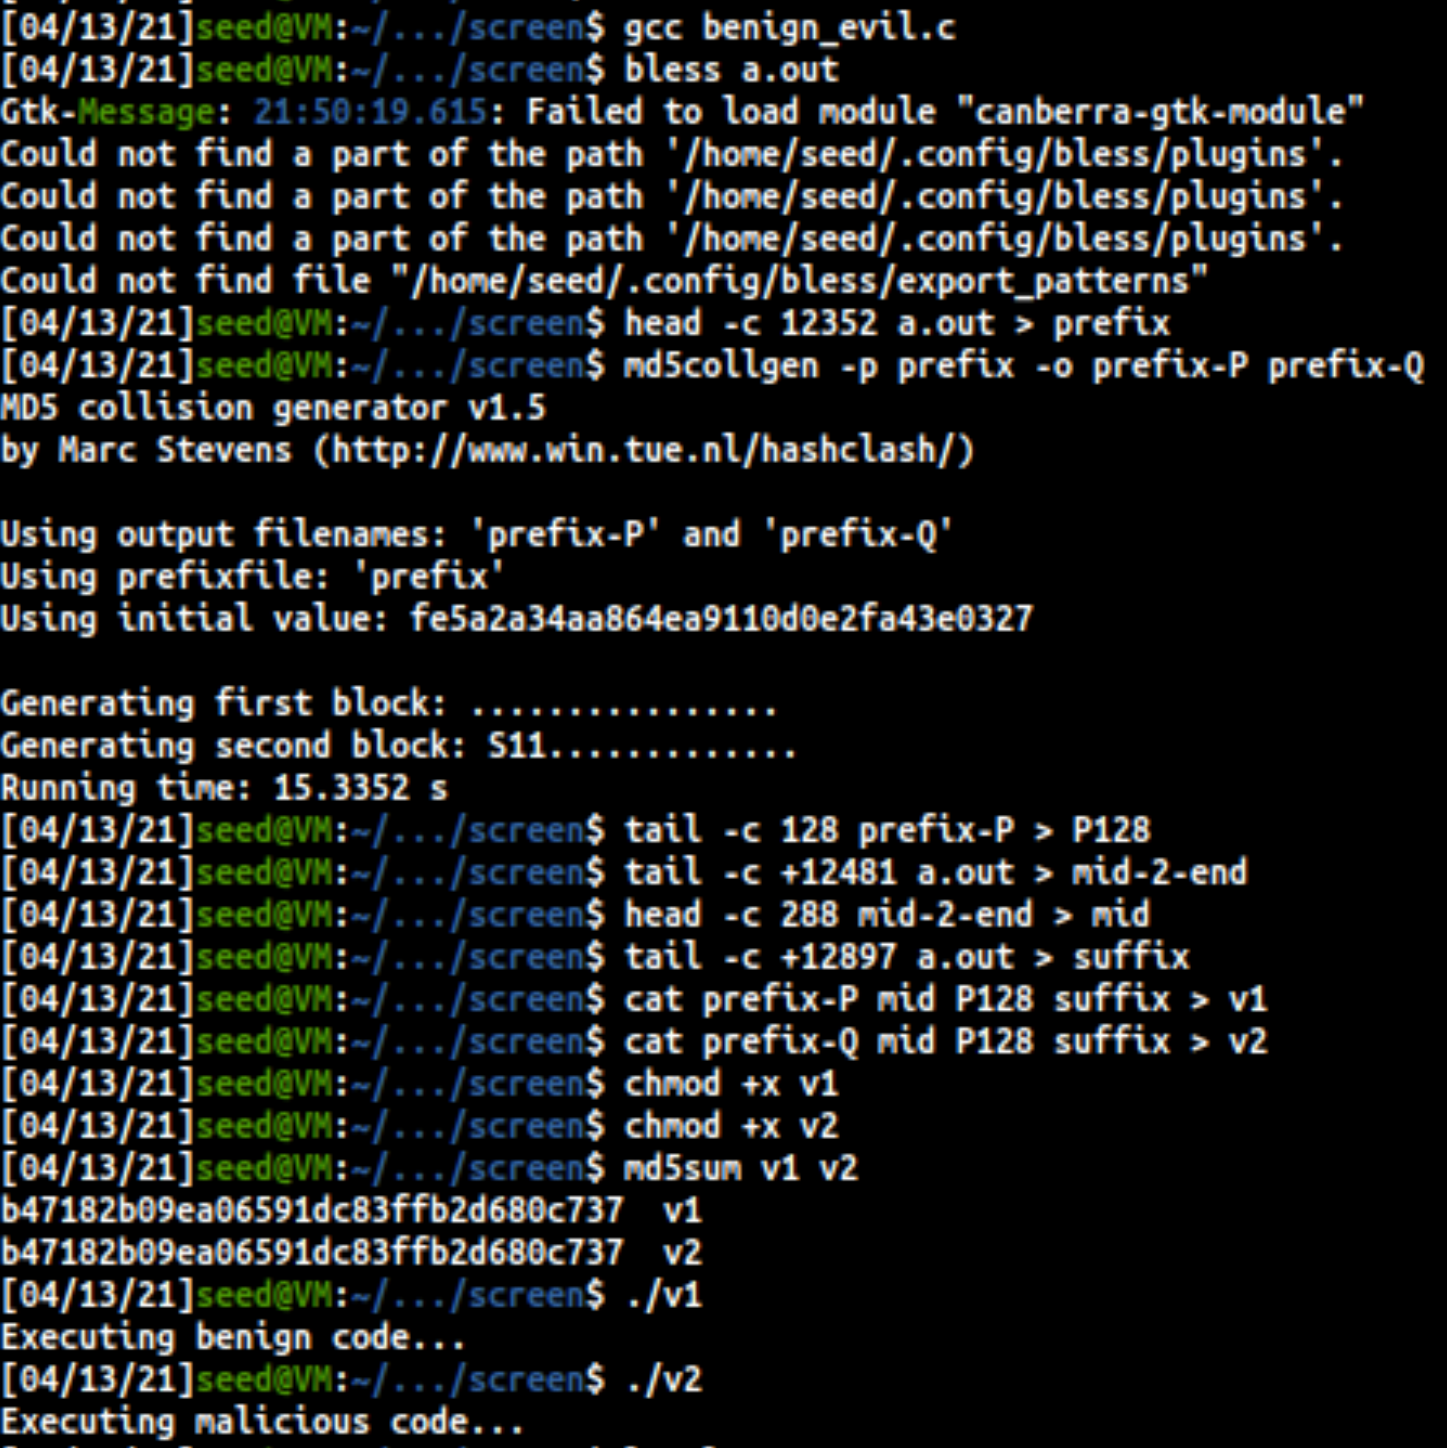 [04/13/21]seed@VM:~/.../screen$ gcc benign_evil.c
[04/13/21]seed@VM:~/.../screen$ bless a.out
Gtk-Message: 21:50:19.615: Failed to load module "canberra-gtk-module"
Could not find a part of the path '/home/seed/.config/bless/plugins'.
Could not find a part of the path '/home/seed/.config/bless/plugins'.
Could not find a part of the path '/home/seed/.config/bless/plugins'.
Could not find file "/home/seed/.config/bless/export_patterns"
[04/13/21]seed@VM:~/.../screen$ head -c 12352 a.out > prefix
[04/13/21]seed@VM:~/.../screen$ md5collgen -p prefix -o prefix-P prefix-Q
MD5 collision generator v1.5
by Marc Stevens (http://www.win.tue.nl/hashclash/)

Using output filenames: 'prefix-P' and 'prefix-Q'
Using prefixfile: 'prefix'
Using initial value: fe5a2a34aa864ea9110d0e2fa43e0327

Generating first block: ................
Generating second block: S11.............
Running time: 15.3352 s
[04/13/21]seed@VM:~/.../screen$ tail -c 128 prefix-P > P128
[04/13/21]seed@VM:~/.../screen$ tail -c +12481 a.out > mid-2-end
[04/13/21]seed@VM:~/.../screen$ head -c 288 mid-2-end > mid
[04/13/21]seed@VM:~/.../screen$ tail -c +12897 a.out > suffix
[04/13/21]seed@VM:~/.../screen$ cat prefix-P mid P128 suffix > v1
[04/13/21]seed@VM:~/.../screen$ cat prefix-Q mid P128 suffix > v2
[04/13/21]seed@VM:~/.../screen$ chmod +x v1
[04/13/21]seed@VM:~/.../screen$ chmod +x v2
[04/13/21]seed@VM:~/.../screen$ md5sum v1 v2
b47182b09ea06591dc83ffb2d680c737  v1
b47182b09ea06591dc83ffb2d680c737  v2
[04/13/21]seed@VM:~/.../screen$ ./v1
Executing benign code...
[04/13/21]seed@VM:~/.../screen$ ./v2
Executing malicious code...